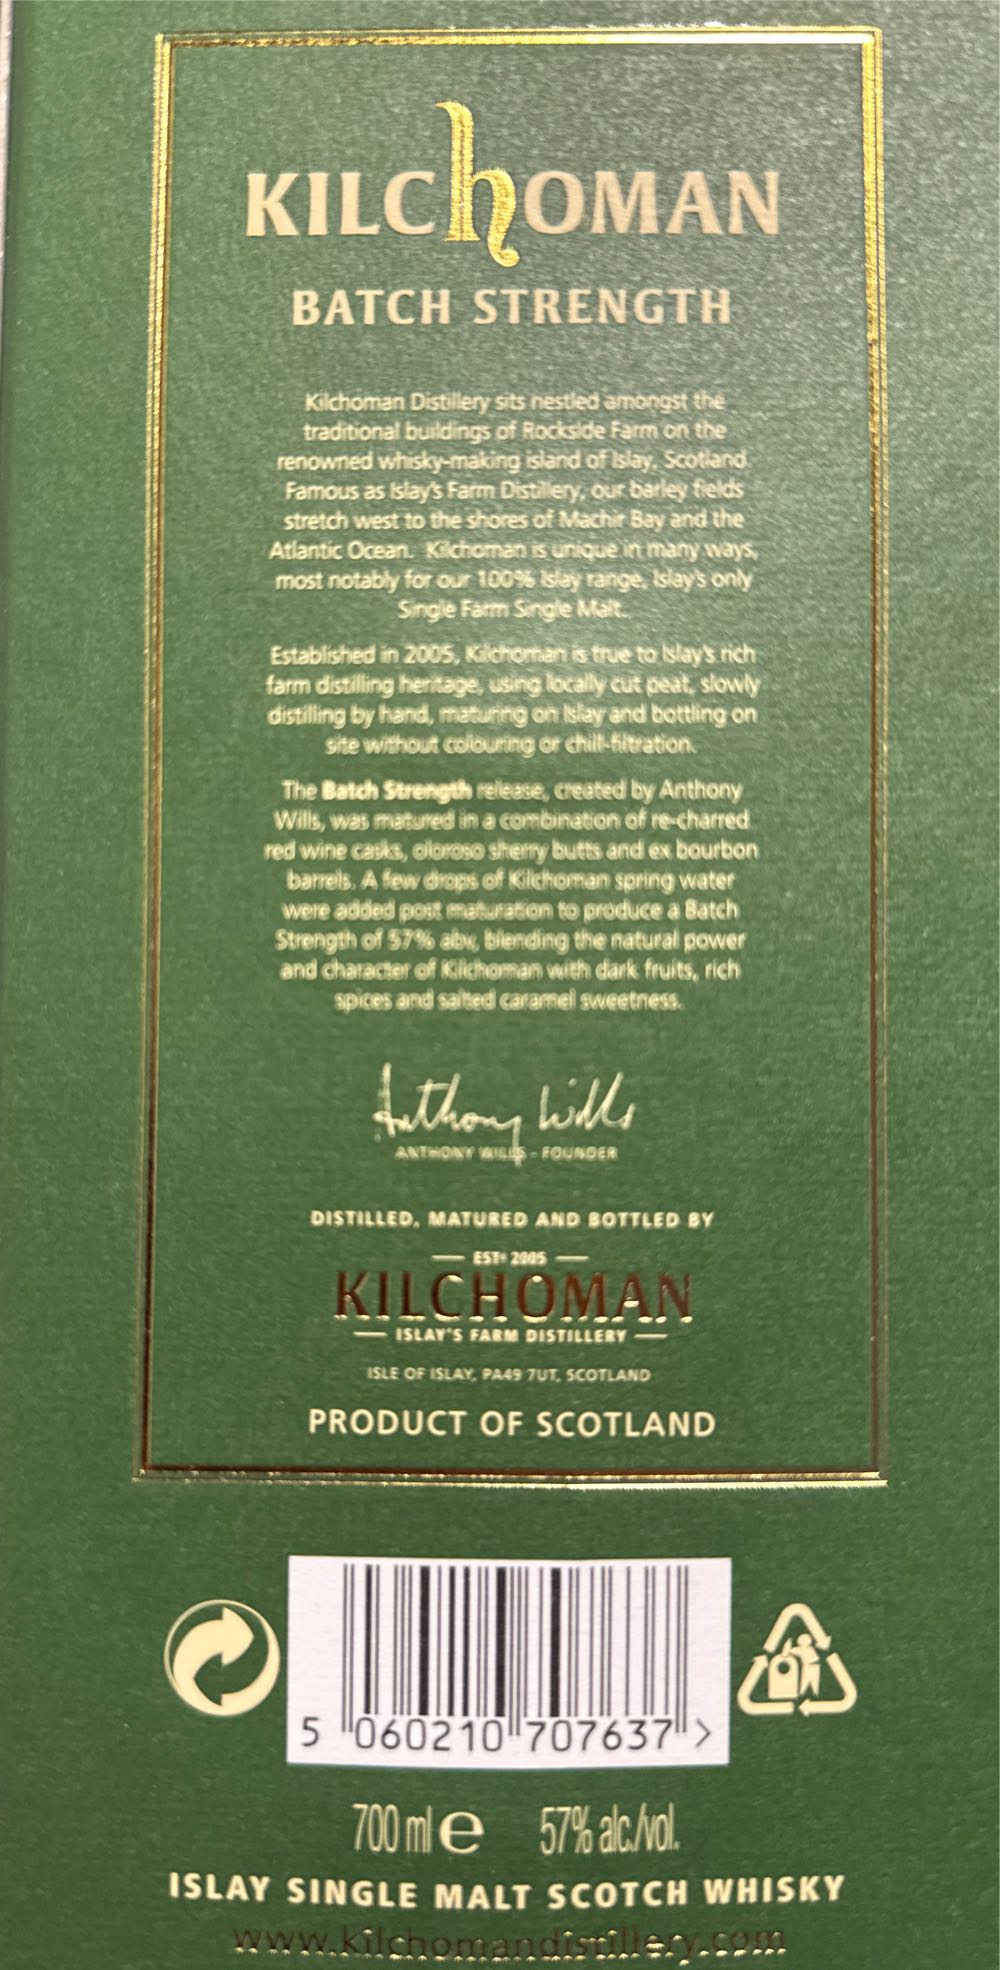 KILCHOMAN
BATCH STRENGTH
Kilchoman Distillery sits nestled amongst the
traditional buildings of Rockside Farm on the
renowned whisky-making island of Islay, Scotland
Famous as Islay's Farm Distillery, our barley fields
stretch west to the shores of Machir Bay and the
Atlantic Ocean. Kilchoman is unique in many ways,
most notably for our 100% Islay range, Islay's only
Single Farm Single Malt.
Established in 2005, Kilchoman is true to Islay's rich
farm distilling heritage, using locally cut peat, slowly
distilling by hand, maturing on Islay and bottling on
site without colouring or chill-filtration.
The Batch Strength release, created by Anthony
Wills, was matured in a combination of re-charred
red wine casks, oloroso sherry butts and ex bourbon
barrels. A few drops of Kilchoman spring water
were added post maturation to produce a Batch
Strength of 57% abv, blending the natural power
and character of Kilchoman with dark fruits, rich
spices and salted caramel sweetness.
Anthony Wills
ANTHONY WILLS - FOUNDER
DISTILLED, MATURED AND BOTTLED BY
EST: 2005
KILCHOMAN
ISLAY'S FARM DISTILLERY
ISLE OF ISLAY, PA49 7UT, SCOTLAND
PRODUCT OF SCOTLAND
5 060210 707637 >
700 ml e 57% alc./vol.
ISLAY SINGLE MALT SCOTCH WHISKY
www.kilchomandistillery.com